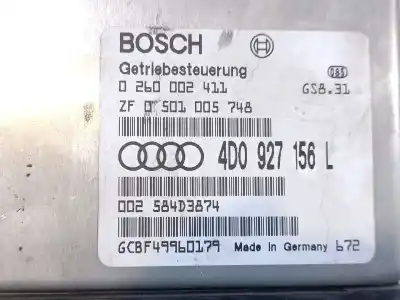 BOSCH
Getriebesteuerung
0 260 002 411 GS8.31
ZF 0 501 005 748
4D0 927 156 L
002 584D3874
GCBF49960179 Made in Germany 672